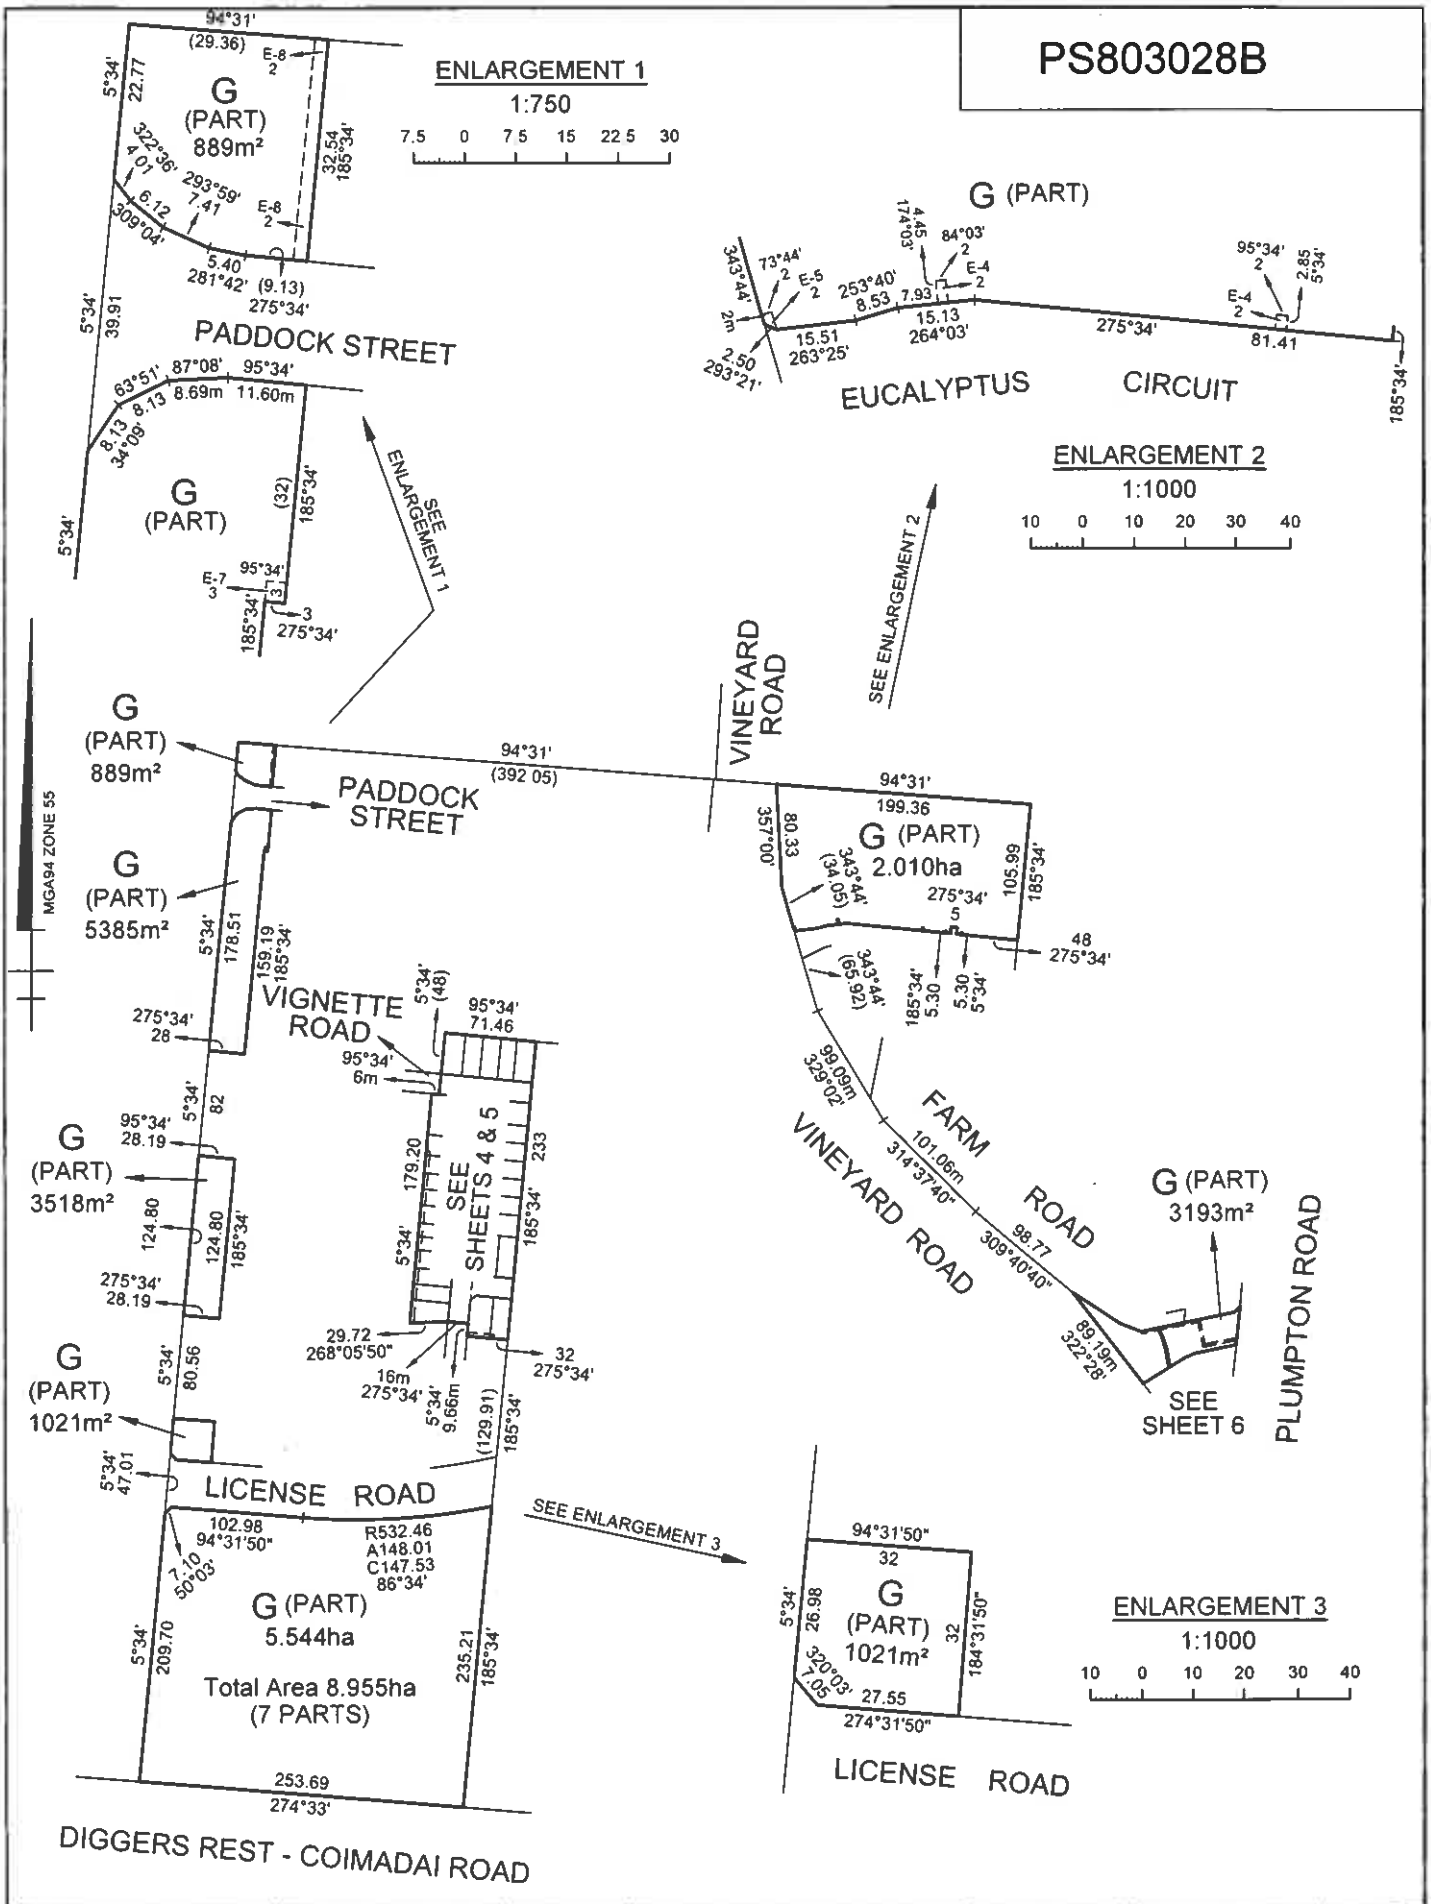 PS803028B
94°31'
(29.36)
E-8
2
5°34'
22.77
G
(PART)
889m²
32.54
185°34'
322°36'
4.01
293°59'
7.41
6.12
309°04'
E-8
2
5.40
281°42'
(9.13)
275°34'
5°34'
39.91
PADDOCK STREET
ENLARGEMENT 1
1:750
7.5 0 7.5 15 22.5 30
63°51'
8.13
87°08'
8.69m
95°34'
11.60m
8.13
34°09'
G
(PART)
(32)
185°34'
5°34'
E-7
3
95°34'
3
185°34'
3
275°34'
SEE
ENLARGEMENT 1
G (PART)
343°44'
73°44'
2
E-5
2
2m
2.50
293°21'
15.51
263°25'
253°40'
8.53
7.93
4.45
174°03'
84°03'
2
E-4
2
15.13
264°03'
275°34'
81.41
95°34'
2
E-4
2
2.85
5°34'
185°34'
EUCALYPTUS CIRCUIT
ENLARGEMENT 2
1:1000
10 0 10 20 30 40
SEE ENLARGEMENT 2
MGA94 ZONE 55
G
(PART)
889m²
94°31'
(392 05)
PADDOCK
STREET
VINEYARD
ROAD
G
(PART)
5385m²
5°34'
178.51
159.19
185°34'
275°34'
28
94°31'
199.36
80.33
357°00'
G (PART)
2.010ha
105.99
185°34'
343°44'
(34.05)
275°34'
5
48
275°34'
343°44'
(65.92)
185°34'
5.30
5.30
5°34'
VIGNETTE
ROAD
5°34'
(48)
95°34'
71.46
95°34'
6m
5°34'
82
95°34'
28.19
G
(PART)
3518m²
124.80
124.80
185°34'
275°34'
28.19
179.20
5°34'
SEE
SHEETS 4 & 5
233
185°34'
29.72
268°05'50"
16m
275°34'
5°34'
9.66m
32
275°34'
(129.91)
185°34'
99.09m
329°02'
FARM ROAD
101.06m
314°37'40"
VINEYARD ROAD
98.77
309°40'40"
G (PART)
3193m²
89.19m
322°28'
SEE
SHEET 6
PLUMPTON ROAD
5°34'
80.56
G
(PART)
1021m²
5°34'
47.01
LICENSE ROAD
102.98
94°31'50"
R532.46
A148.01
C147.53
86°34'
7.10
50°03'
G (PART)
5.544ha
Total Area 8.955ha
(7 PARTS)
5°34'
209.70
235.21
185°34'
253.69
274°33'
DIGGERS REST - COIMADAI ROAD
SEE ENLARGEMENT 3
94°31'50"
32
5°34'
26.98
G
(PART)
1021m²
32
184°31'50"
320°03'
7.05
27.55
274°31'50"
LICENSE ROAD
ENLARGEMENT 3
1:1000
10 0 10 20 30 40